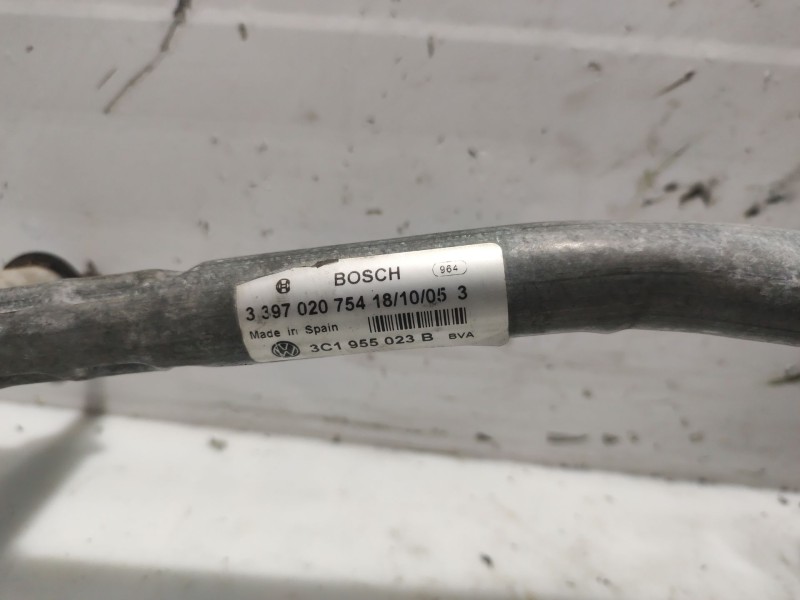 BOSCH 964
3 397 020 754 18/10/05 3
Made in Spain
3C1 955 023 B BVA